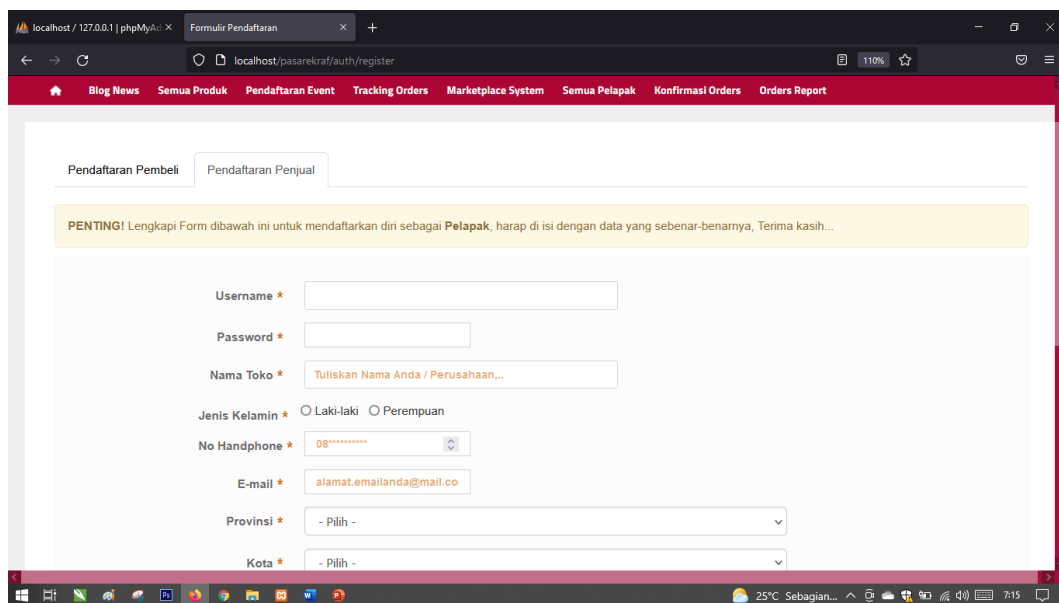 localhost / 127.0.0.1 | phpMyAd
Formulir Pendaftaran
localhost/pasarekraf/auth/register
110%
Blog News Semua Produk Pendaftaran Event Tracking Orders Marketplace System Semua Pelapak Konfirmasi Orders Orders Report
Pendaftaran Pembeli Pendaftaran Penjual
PENTING! Lengkapi Form dibawah ini untuk mendaftarkan diri sebagai Pelapak, harap di isi dengan data yang sebenar-benarnya, Terima kasih...
Username *
Password *
Nama Toko * Tuliskan Nama Anda / Perusahaan,..
Jenis Kelamin * Laki-laki Perempuan
No Handphone * 08**********
E-mail * alamat.emailanda@mail.co
Provinsi * - Pilih -
Kota * - Pilih -
Ps W P 25°C Sebagian... 7:15